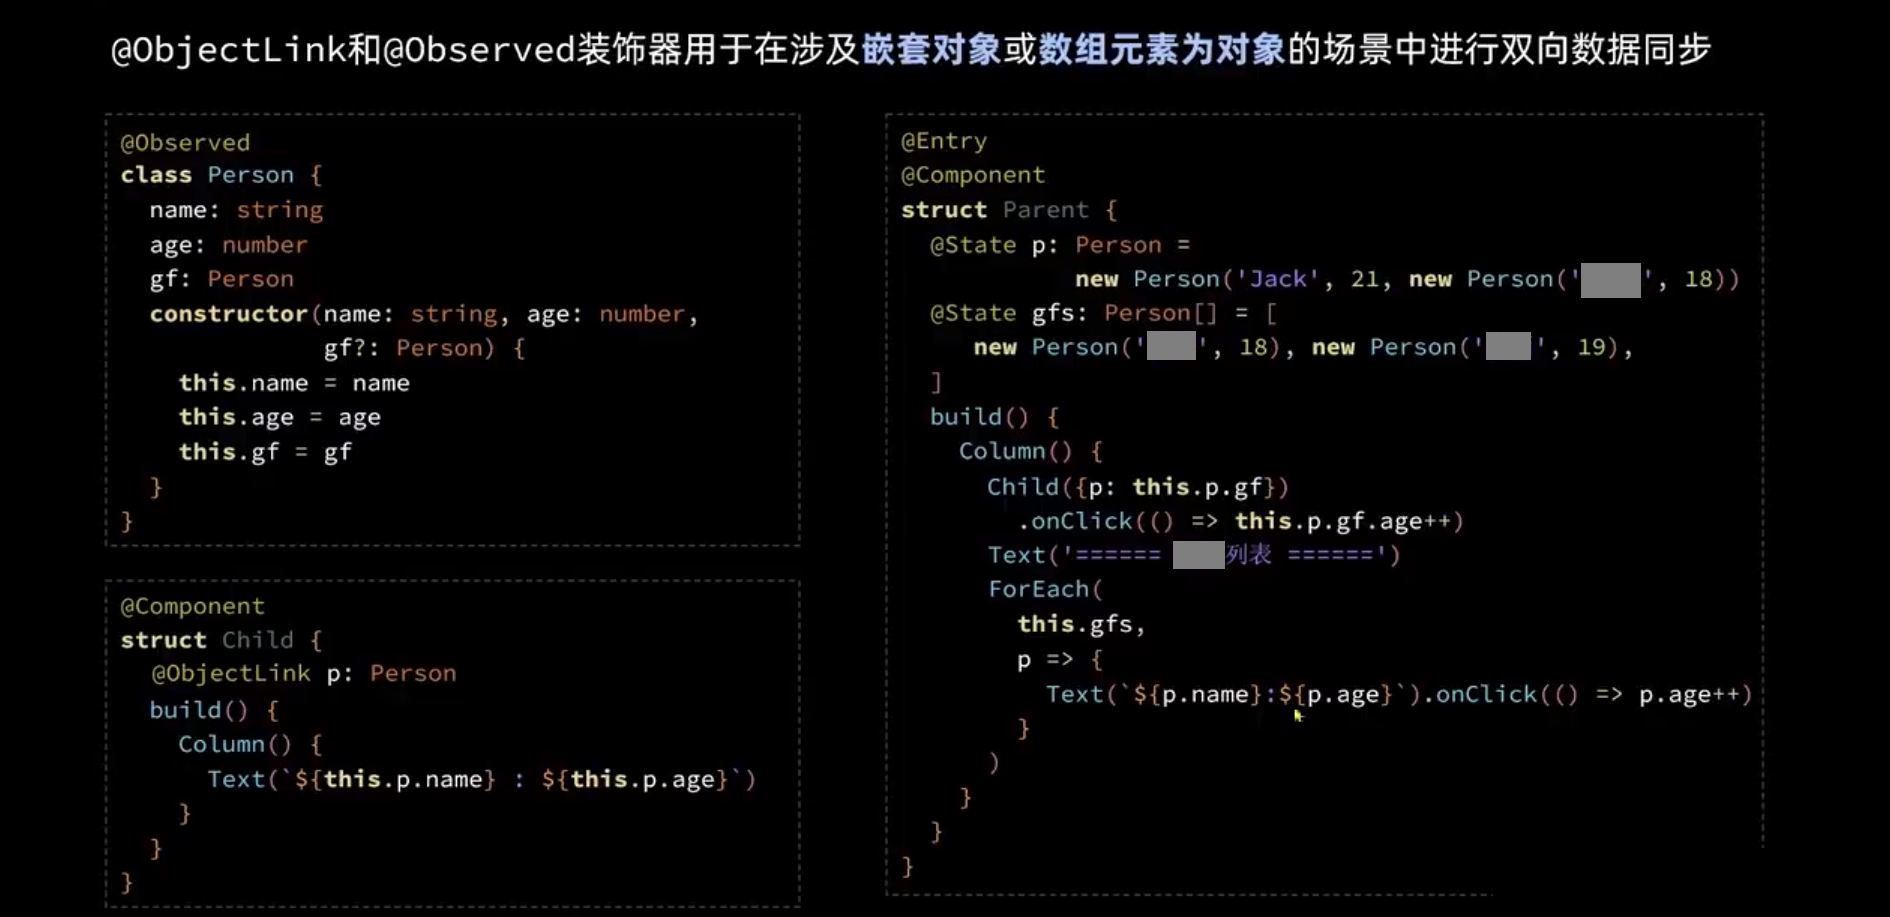 @ObjectLink和@Observed装饰器用于在涉及嵌套对象或数组元素为对象的场景中进行双向数据同步
@Observed
class Person {
  name: string
  age: number
  gf: Person
  constructor(name: string, age: number,
              gf?: Person) {
    this.name = name
    this.age = age
    this.gf = gf
  }
}
@Component
struct Child {
  @ObjectLink p: Person
  build() {
    Column() {
      Text(`${this.p.name} : ${this.p.age}`)
    }
  }
}
@Entry
@Component
struct Parent {
  @State p: Person =
            new Person('Jack', 21, new Person('', 18))
  @State gfs: Person[] = [
     new Person('', 18), new Person('', 19),
  ]
  build() {
    Column() {
      Child({p: this.p.gf})
        .onClick(() => this.p.gf.age++)
      Text('====== 列表 ======')
      ForEach(
        this.gfs,
        p => {
          Text(`${p.name}:${p.age}`).onClick(() => p.age++)
        }
      )
    }
  }
}